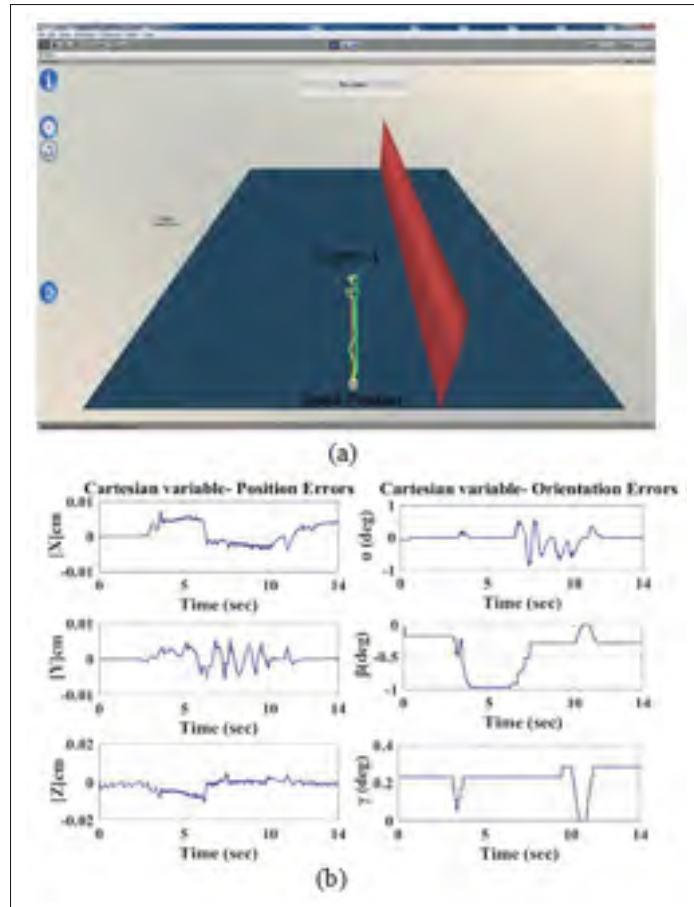 (a)
Cartesian variable- Position Errors
Cartesian variable- Orientation Errors
0.01
0
-0.01
|X|cm
0 5 10 14
Time (sec)
1
0
-1
α (deg)
0 5 10 14
Time (sec)
0.01
0
-0.01
|Y|cm
0 5 10 14
Time (sec)
0
-0.5
-1
β(deg)
0 5 10 14
Time (sec)
0.02
0
-0.02
|Z|cm
0 5 10 14
Time (sec)
0.4
0.2
0
γ (deg)
0 5 10 14
Time (sec)
(b)